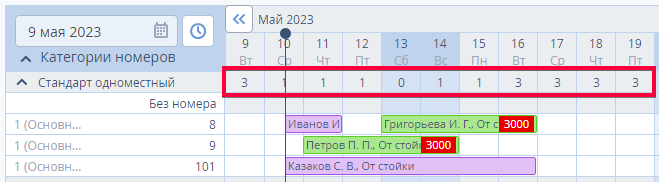 9 мая 2023
Май 2023
9 10 11 12 13 14 15 16 17 18 19
Вт Ср Чт Пт Сб Вс Пн Вт Ср Чт Пт
Категории номеров
Стандарт одноместный 3 1 1 1 0 1 1 3 3 3 3
Без номера
1 (Основн... 8 Иванов И Григорьева И. Г., От с 3000
1 (Основн... 9 Петров П. П., От стойк 3000
1 (Основн... 101 Казаков С. В., От стойки